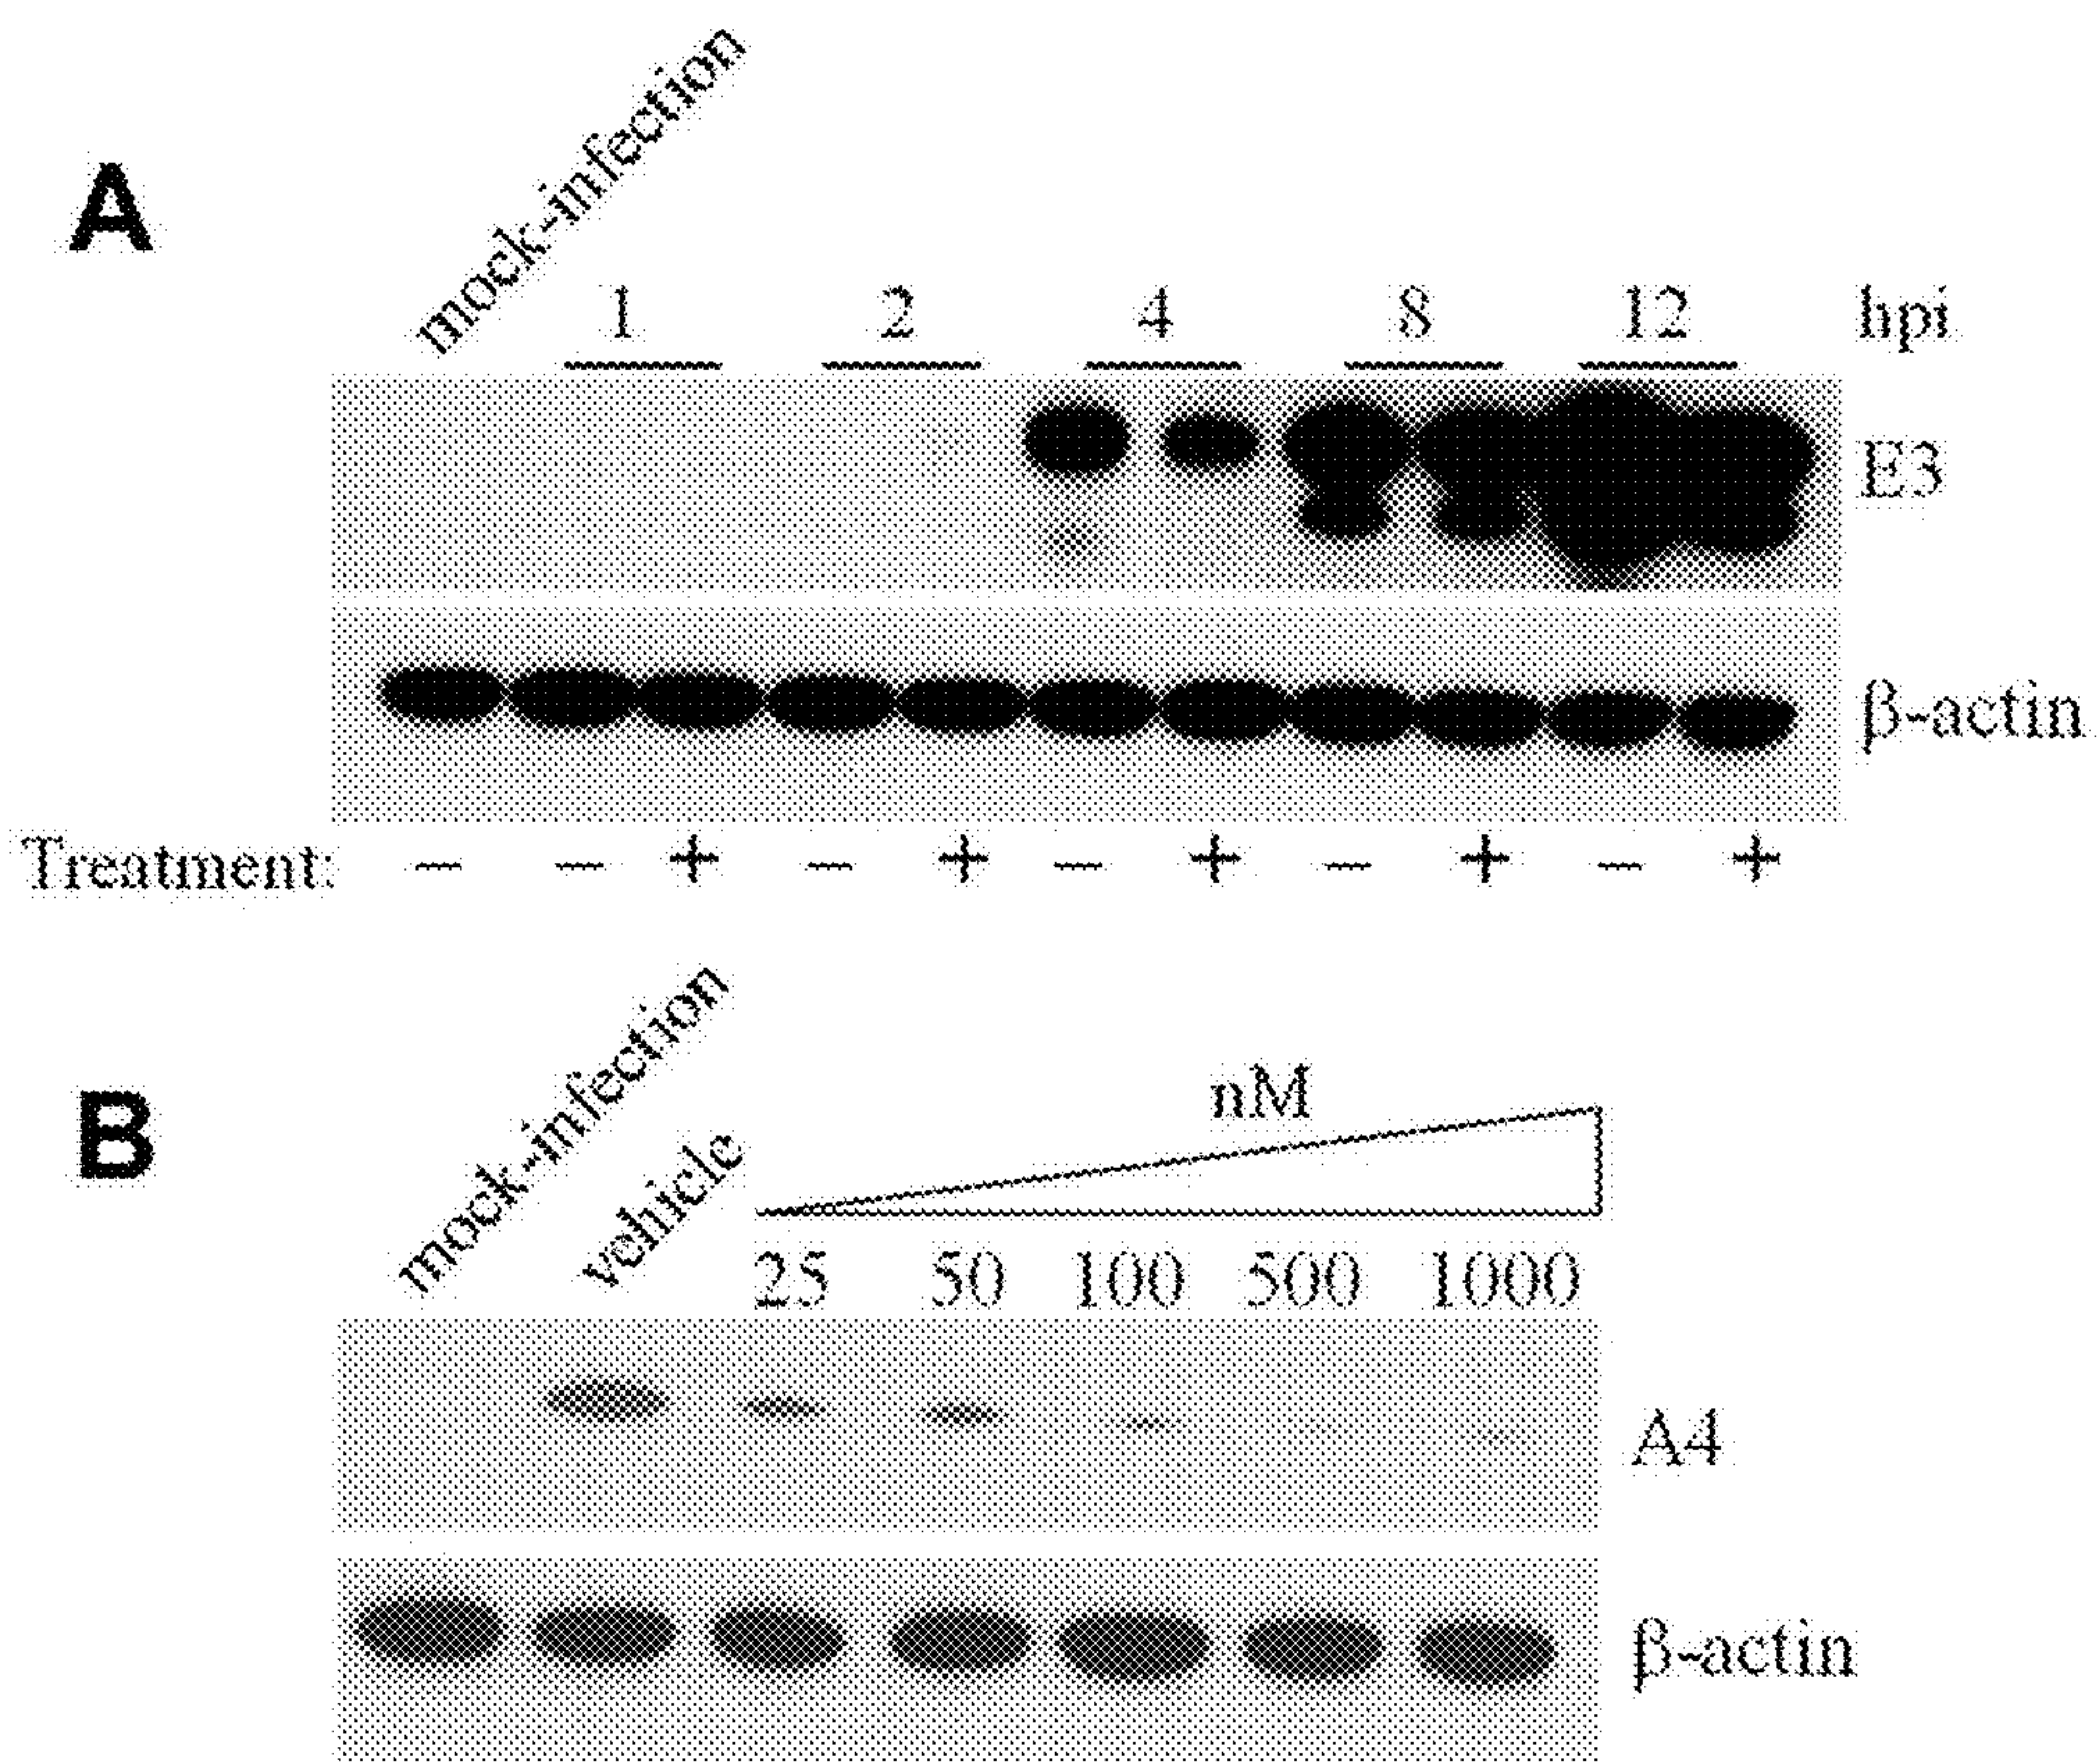 A
mock-infection
1 2 4 8 12 hpi
E3
β-actin
Treatment: – – + – + – + – + – +
B
mock-infection
vehicle
nM
25 50 100 500 1000
A4
β-actin